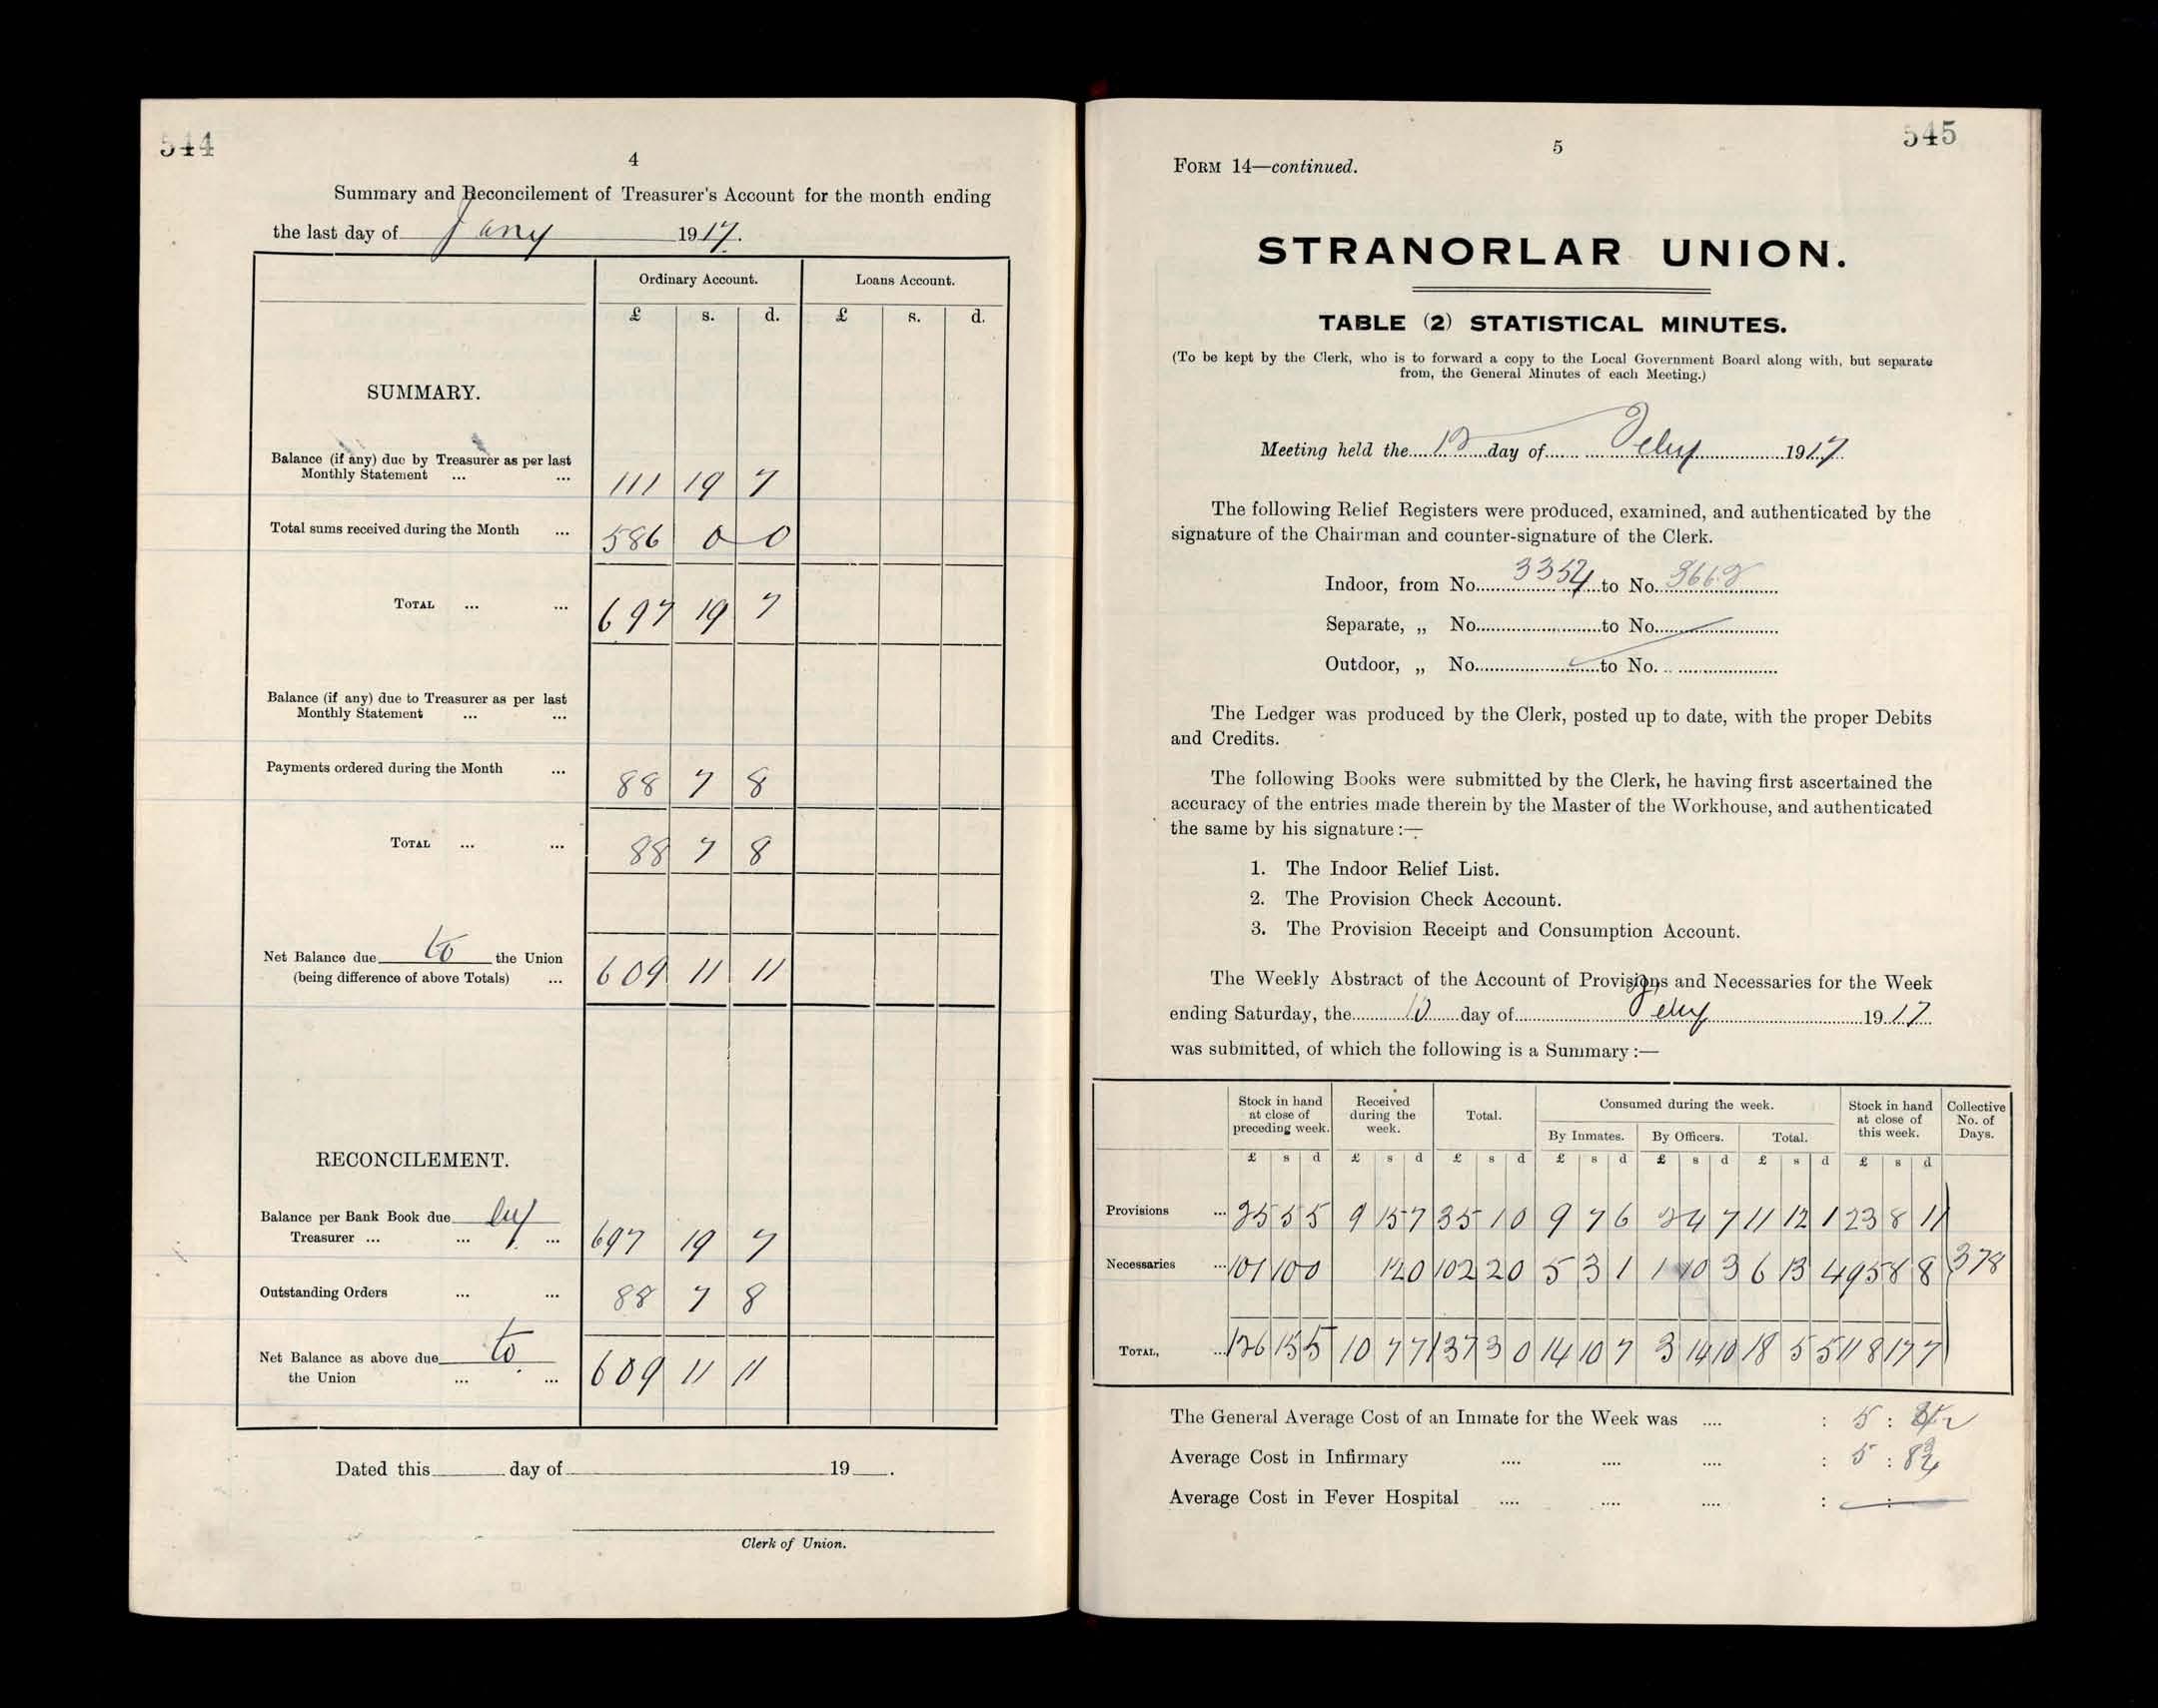 544
4
Summary and Reconcilement of Treasurer's Account for the month ending
the last day of Jany 1917.
Ordinary Account. Loans Account.
£ s. d. £ s. d.
SUMMARY.
Balance (if any) due by Treasurer as per last
Monthly Statement ... ... 111 19 7
Total sums received during the Month ... 586 0 0
TOTAL ... ... 697 19 7
Balance (if any) due to Treasurer as per last
Monthly Statement ... ...
Payments ordered during the Month ... 88 7 8
TOTAL ... ... 88 7 8
Net Balance due to the Union
(being difference of above Totals) ... 609 11 11
RECONCILEMENT.
Balance per Bank Book due by
Treasurer ... ... ... 697 19 7
Outstanding Orders ... ... 88 7 8
Net Balance as above due to
the Union ... ... 609 11 11
Dated this day of 19 .
Clerk of Union.
545
5
FORM 14—continued.
STRANORLAR UNION.
TABLE (2) STATISTICAL MINUTES.
(To be kept by the Clerk, who is to forward a copy to the Local Government Board along with, but separate
from, the General Minutes of each Meeting.)
Meeting held the 12 day of Feby 1917
The following Relief Registers were produced, examined, and authenticated by the
signature of the Chairman and counter-signature of the Clerk.
Indoor, from No. 3354 to No.
Separate, „ No. to No.
Outdoor, „ No. to No.
The Ledger was produced by the Clerk, posted up to date, with the proper Debits
and Credits.
The following Books were submitted by the Clerk, he having first ascertained the
accuracy of the entries made therein by the Master of the Workhouse, and authenticated
the same by his signature :—
1. The Indoor Relief List.
2. The Provision Check Account.
3. The Provision Receipt and Consumption Account.
The Weekly Abstract of the Account of Provisions and Necessaries for the Week
ending Saturday, the 10 day of Feby 1917
was submitted, of which the following is a Summary :—
Stock in hand at close of preceding week. Received during the week. Total. Consumed during the week. Stock in hand at close of this week. Collective No. of Days.
By Inmates. By Officers. Total.
£ s d £ s d £ s d £ s d £ s d £ s d £ s d
Provisions ... 25 5 5 9 15 7 35 1 0 9 7 6 2 4 7 11 12 1 23 8 11
Necessaries ... 101 10 0 12 0 102 2 0 5 3 1 1 10 3 6 13 4 95 8 8 378
TOTAL, ... 126 15 5 10 7 7 137 3 0 14 10 7 3 14 10 18 5 5 118 17 7
The General Average Cost of an Inmate for the Week was .... : 5 :
Average Cost in Infirmary .... .... .... : 5 : 8¾
Average Cost in Fever Hospital .... .... .... :